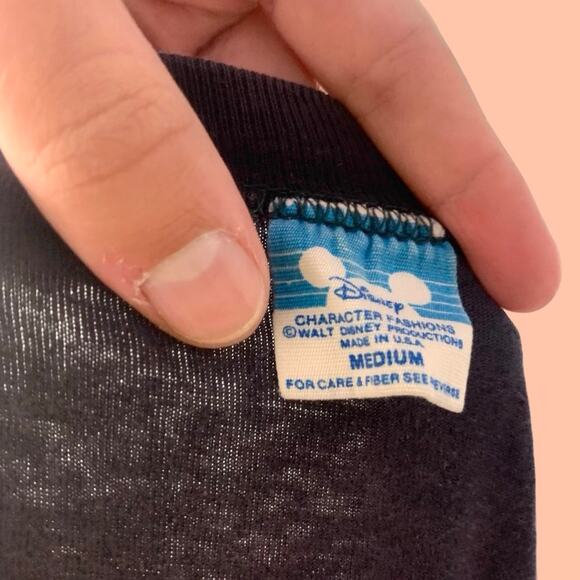 Disney
CHARACTER FASHIONS
©WALT DISNEY PRODUCTIONS
MADE IN U.S.A.
MEDIUM
FOR CARE & FIBER SEE REVERSE